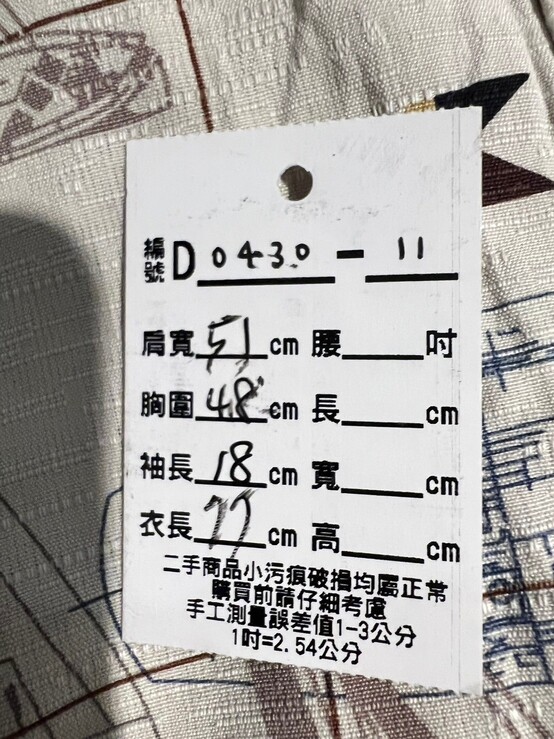 編號 D 0430 - 11
肩寬 51 cm 腰 吋
胸圍 48 cm 長 cm
袖長 18 cm 寬 cm
衣長 77 cm 高 cm
二手商品小污痕破損均屬正常
購買前請仔細考慮
手工測量誤差值1-3公分
1吋=2.54公分